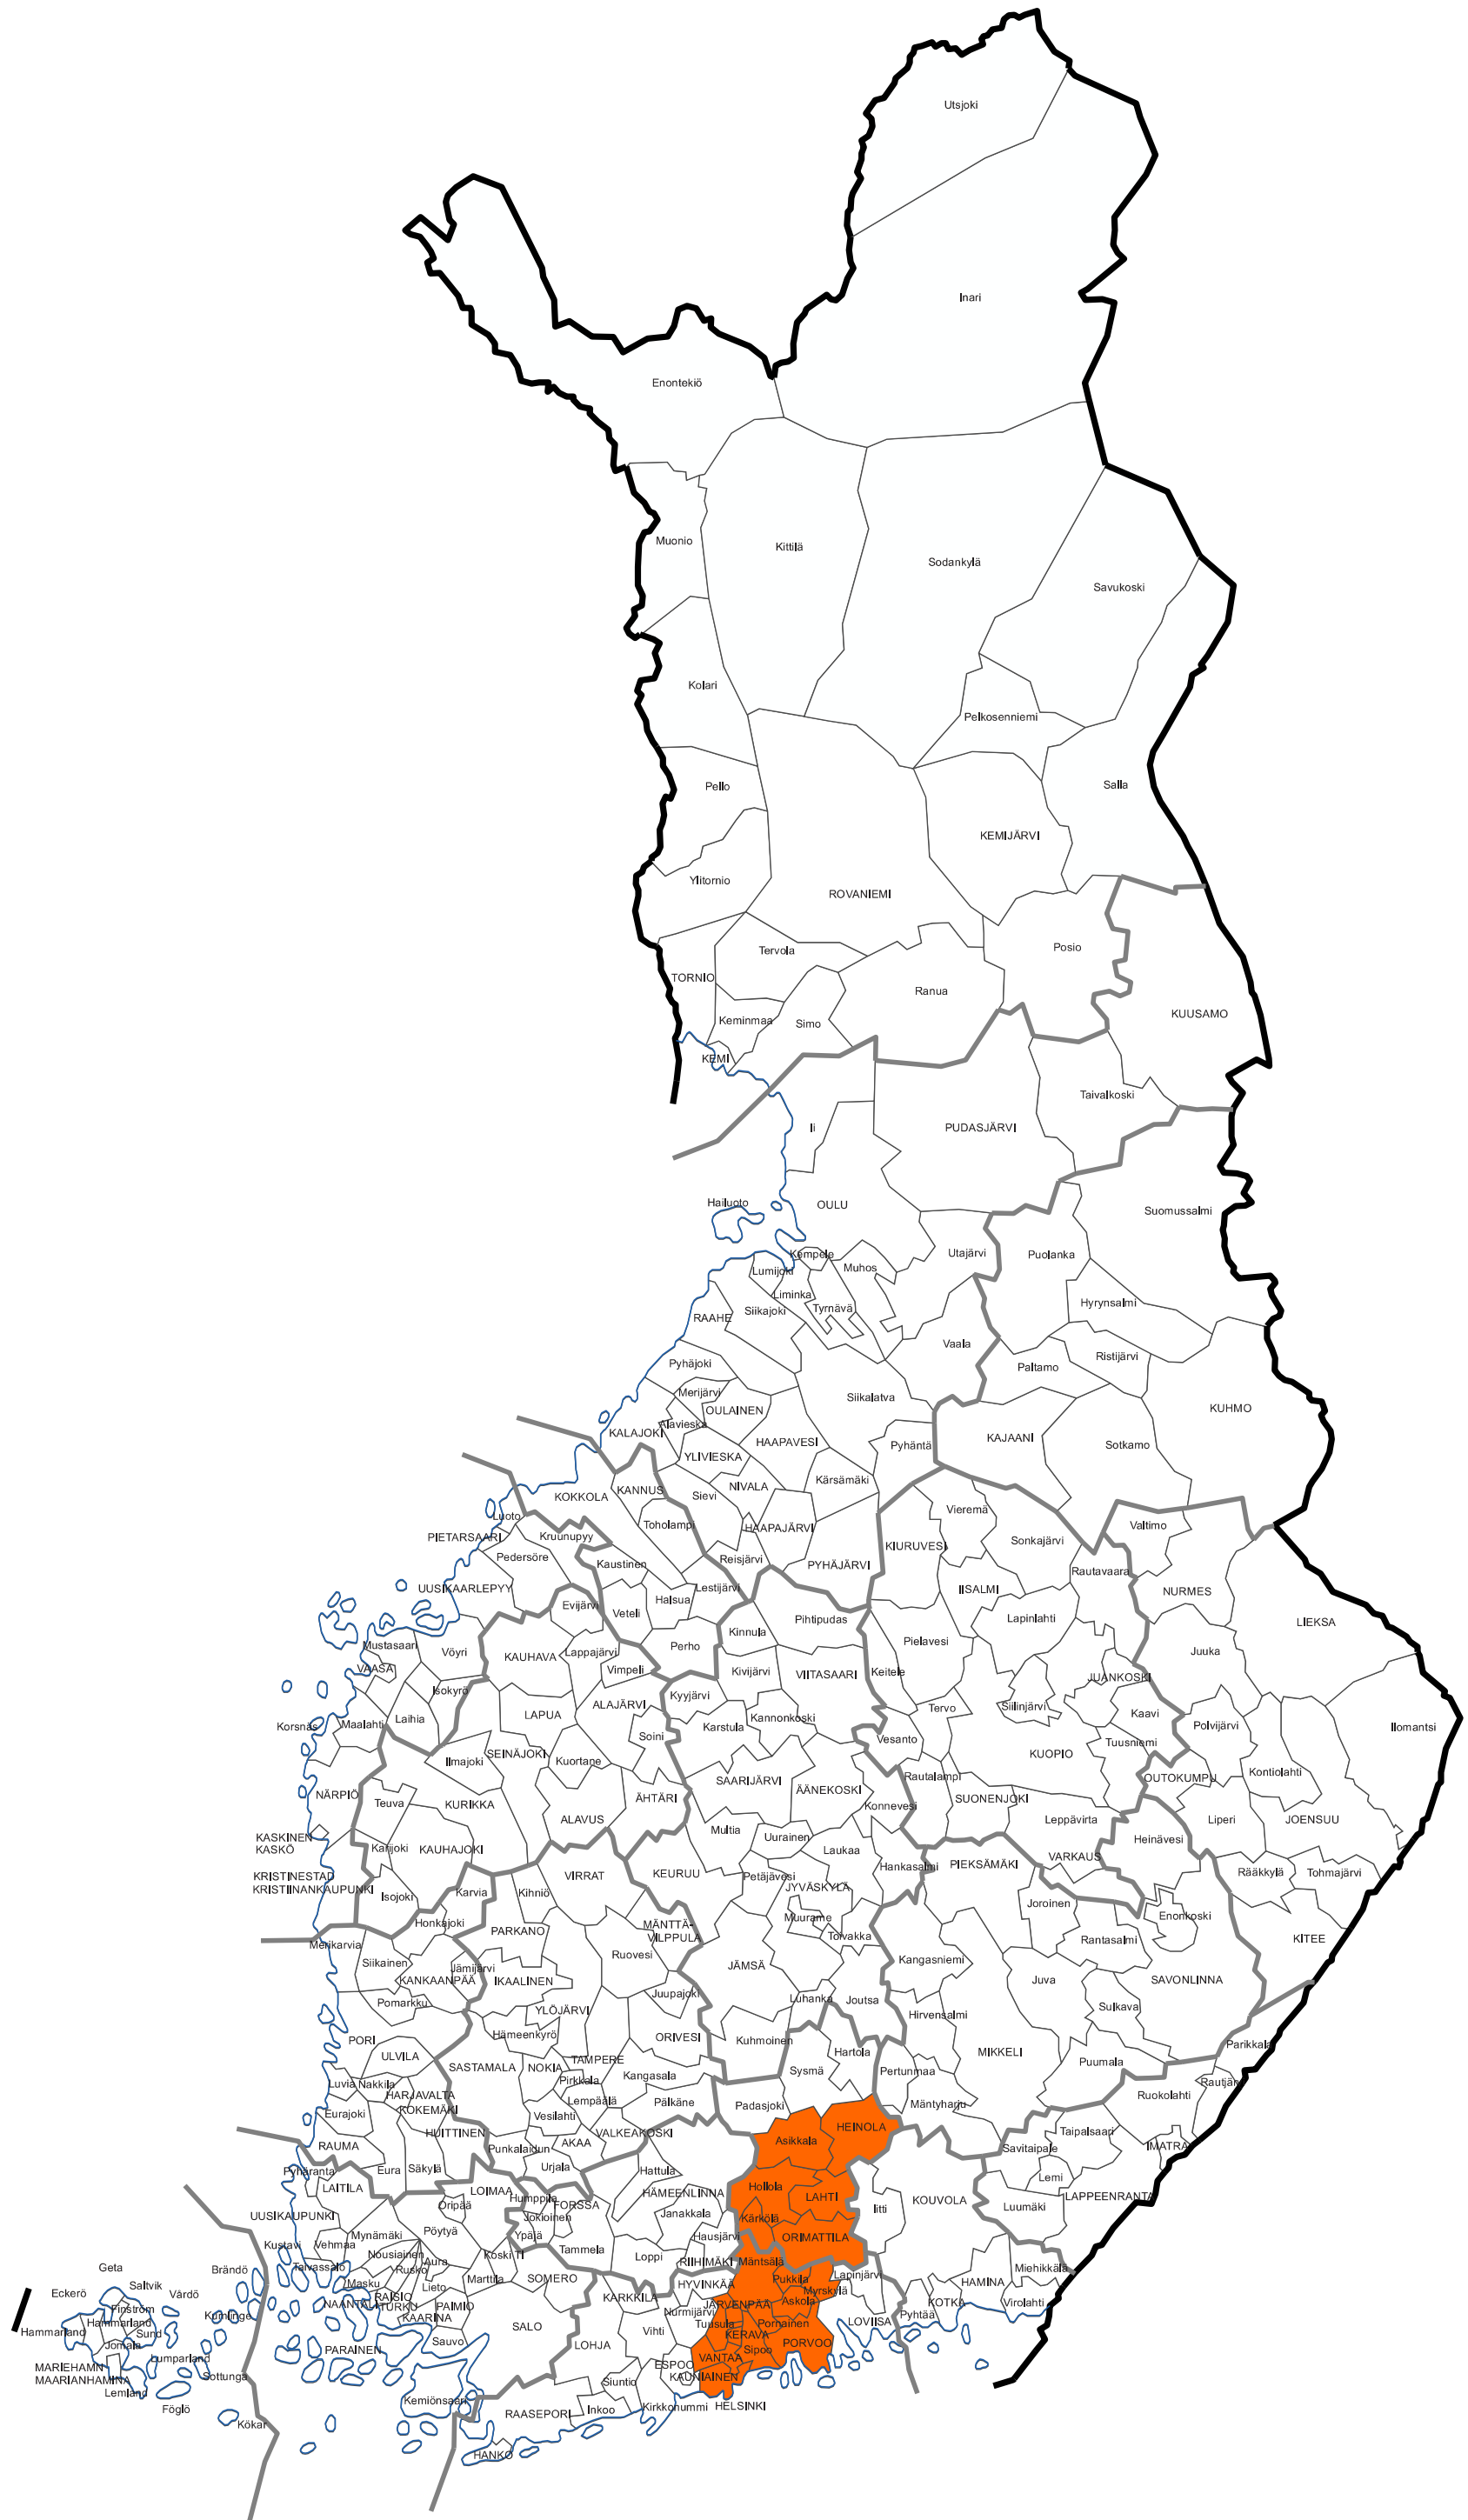 Utsjoki
Inari
Enontekiö
Muonio
Kittilä
Sodankylä
Savukoski
Kolari
Pelkosenniemi
Pello
Salla
KEMIJÄRVI
Ylitornio
ROVANIEMI
Tervola
Posio
TORNIO
Ranua
KUUSAMO
Keminmaa
Simo
KEMI
Taivalkoski
Ii
PUDASJÄRVI
Hailuoto
OULU
Suomussalmi
Kempele
Utajärvi
Puolanka
Lumijoki
Muhos
Liminka
Tyrnävä
Hyrynsalmi
RAAHE
Siikajoki
Vaala
Ristijärvi
Pyhäjoki
Paltamo
Merijärvi
Siikalatva
OULAINEN
KUHMO
Alavieska
KALAJOKI
HAAPAVESI
Pyhäntä
KAJAANI
Sotkamo
YLIVIESKA
Kärsämäki
NIVALA
KANNUS
Sievi
KOKKOLA
Vieremä
Luoto
Toholampi
HAAPAJÄRVI
Valtimo
PIETARSAARI
Kruunupyy
KIURUVESI
Sonkajärvi
Pedersöre
Reisjärvi
PYHÄJÄRVI
Kaustinen
Rautavaara
UUSIKAARLEPYY
Lestijärvi
IISALMI
NURMES
Halsua
Evijärvi
Veteli
Pihtipudas
Lapinlahti
LIEKSA
Kinnula
Mustasaari
Vöyri
Perho
Pielavesi
Juuka
KAUHAVA
Lappajärvi
VAASA
Vimpeli
Kivijärvi
VIITASAARI
Keitele
JUANKOSKI
Isokyrö
Kyyjärvi
ALAJÄRVI
Siilinjärvi
Tervo
Kaavi
Korsnäs
Maalahti
Laihia
LAPUA
Karstula
Kannonkoski
Polvijärvi
Ilomantsi
Soini
Vesanto
Tuusniemi
SEINÄJOKI
Ilmajoki
Kuortane
KUOPIO
Kontiolahti
SAARIJÄRVI
Rautalampi
OUTOKUMPU
ÄÄNEKOSKI
NÄRPIÖ
ÄHTÄRI
SUONENJOKI
Teuva
KURIKKA
Konnevesi
ALAVUS
Leppävirta
Liperi
JOENSUU
Multia
KASKINEN
KASKÖ
Uurainen
Heinävesi
Karijoki
KAUHAJOKI
Laukaa
VARKAUS
Hankasalmi
PIEKSÄMÄKI
Rääkkylä
Tohmajärvi
KRISTINESTAD
KRISTIINANKAUPUNKI
VIRRAT
KEURUU
Petäjävesi
JYVÄSKYLÄ
Isojoki
Karvia
Kihniö
Joroinen
Muurame
Enonkoski
Honkajoki
PARKANO
MÄNTTÄ-
VILPPULA
Toivakka
Rantasalmi
KITEE
Merikarvia
Ruovesi
Kangasniemi
Siikainen
Jämijärvi
JÄMSÄ
KANKAANPÄÄ
IKAALINEN
Juva
SAVONLINNA
Pomarkku
Juupajoki
Luhanka
Joutsa
YLÖJÄRVI
Hirvensalmi
Sulkava
Hämeenkyrö
PORI
ORIVESI
Kuhmoinen
Parikkala
ULVILA
Hartola
MIKKELI
TAMPERE
SASTAMALA
NOKIA
Sysmä
Pertunmaa
Puumala
Kangasala
Pirkkala
Rautjärvi
Luvia
Nakkila
Ruokolahti
HARJAVALTA
Lempäälä
Pälkäne
Padasjoki
Mäntyharju
KOKEMÄKI
Eurajoki
Vesilahti
HEINOLA
Taipalsaari
HUITTINEN
VALKEAKOSKI
Asikkala
RAUMA
AKAA
Punkalaidun
Savitaipale
IMATRA
Urjala
Eura
Säkylä
Hattula
Pyhäranta
Lemi
LAITILA
Hollola
LOIMAA
HÄMEENLINNA
LAHTI
LAPPEENRANTA
Humppila
FORSSA
KOUVOLA
Oripää
Iitti
Luumäki
UUSIKAUPUNKI
Jokioinen
Janakkala
Kärkölä
Mynämäki
Pöytyä
Ypäjä
Hausjärvi
ORIMATTILA
Kustavi
Vehmaa
Tammela
Nousiainen
Koski Tl
Loppi
RIIHIMÄKI
Mäntsälä
Taivassalo
Aura
Geta
Brändö
Rusko
Miehikkälä
Marttila
SOMERO
Pukkila
Lapinjärvi
Masku
HYVINKÄÄ
HAMINA
Saltvik
Eckerö
Värdö
Lieto
Myrskylä
RAISIO
KARKKILA
Virolahti
NAANTALI
TURKU
PAIMIO
JÄRVENPÄÄ
Askola
KOTKA
Finström
Nurmijärvi
Kumlinge
KAARINA
Pyhtää
Hammarland
SALO
Tuusula
Pornainen
LOVIISA
Sund
Hammarland
Vihti
KERAVA
Sauvo
PORVOO
Jomala
LOHJA
PARAINEN
Sipoo
Lumparland
VANTAA
ESPOO
MARIEHAMN
MAARIANHAMINA
Sottunga
KAUNIAINEN
Siuntio
Lemland
Kemiönsaari
Föglö
Inkoo
Kirkkonummi
HELSINKI
RAASEPORI
Kökar
HANKO